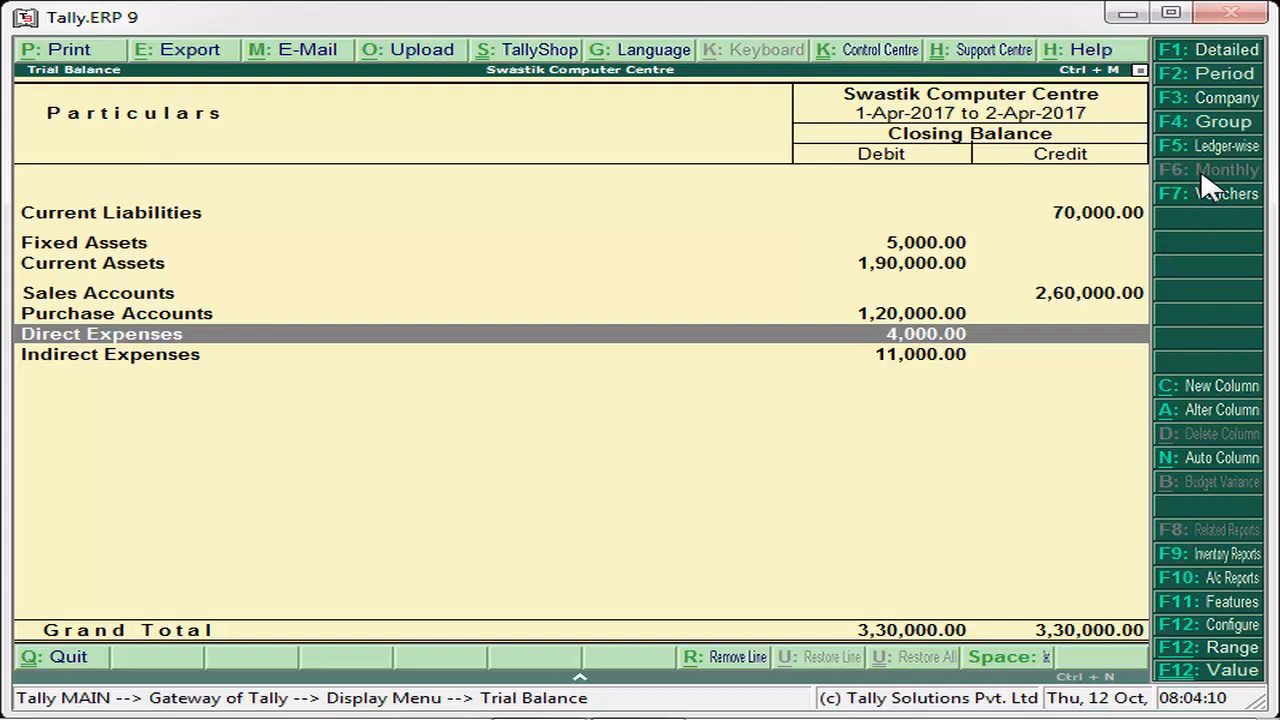 Tally.ERP 9
P: Print E: Export M: E-Mail O: Upload S: TallyShop G: Language K: Keyboard K: Control Centre H: Support Centre H: Help F1: Detailed
Trial Balance Swastik Computer Centre Ctrl + M
F2: Period
Swastik Computer Centre
F3: Company
Particulars 1-Apr-2017 to 2-Apr-2017
F4: Group
Closing Balance
Debit Credit F5: Ledger-wise
F6: Monthly
F7: Vouchers
Current Liabilities 70,000.00
Fixed Assets 5,000.00
Current Assets 1,90,000.00
Sales Accounts 2,60,000.00
Purchase Accounts 1,20,000.00
Direct Expenses 4,000.00
Indirect Expenses 11,000.00
C: New Column
A: Alter Column
D: Delete Column
N: Auto Column
B: Budget Variance
F8: Related Reports
F9: Inventory Reports
F10: A/c Reports
F11: Features
F12: Configure
Grand Total 3,30,000.00 3,30,000.00
F12: Range
Q: Quit R: Remove Line U: Restore Line U: Restore All Space:
F12: Value
Ctrl + N
Tally MAIN --> Gateway of Tally --> Display Menu --> Trial Balance (c) Tally Solutions Pvt. Ltd Thu, 12 Oct, 08:04:10